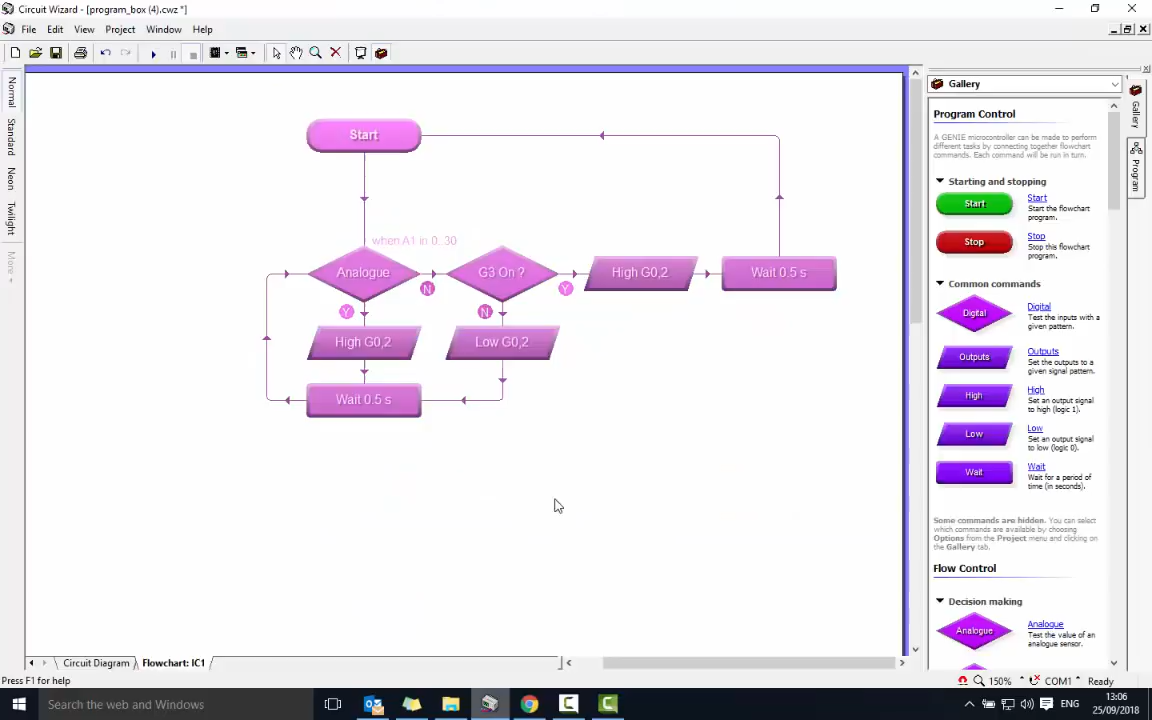 Circuit Wizard - [program_box (4).cwz *]
File Edit View Project Window Help
Normal
Standard
Neon
Twilight
More
Start
when A1 in 0..30
Analogue
N
G3 On ?
Y
High G0,2
Wait 0.5 s
Y
N
High G0,2
Low G0,2
Wait 0.5 s
Gallery
Program Control
A GENIE microcontroller can be made to perform
different tasks by connecting together flowchart
commands. Each command will be run in turn.
Starting and stopping
Start
Start
Start the flowchart
program.
Stop
Stop
Stop this flowchart
program.
Common commands
Digital
Digital
Test the inputs with a
given pattern.
Outputs
Outputs
Set the outputs to a
given signal pattern.
High
High
Set an output signal
to high (logic 1).
Low
Low
Set an output signal
to low (logic 0).
Wait
Wait
Wait for a period of
time (in seconds).
Some commands are hidden. You can select
which commands are available by choosing
Options from the Project menu and clicking on
the Gallery tab.
Flow Control
Decision making
Analogue
Analogue
Test the value of an
analogue sensor.
Gallery
Program
Circuit Diagram
Flowchart: IC1
Press F1 for help
150%
COM1
Ready
Search the web and Windows
ENG
13:06
25/09/2018